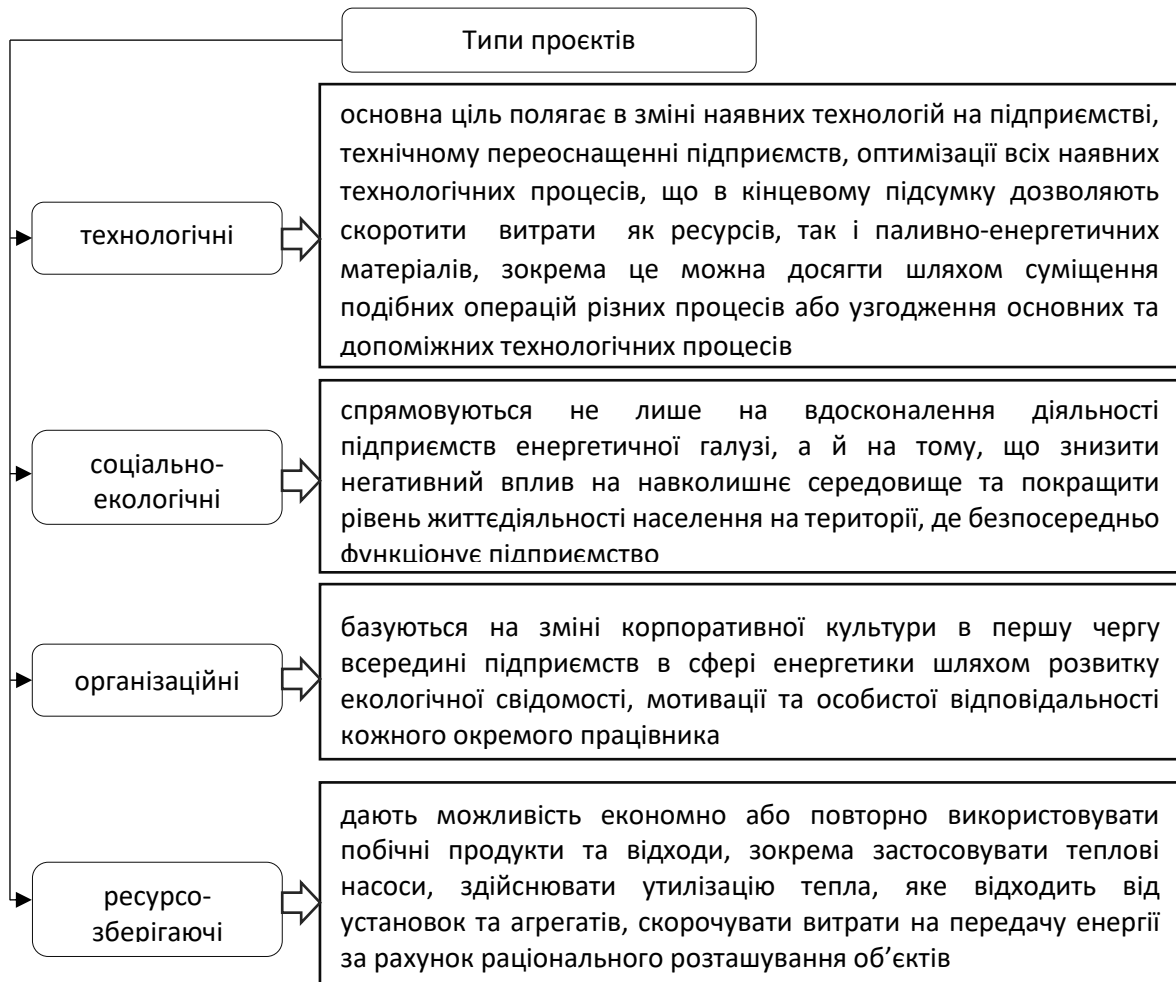 Типи проєктів
технологічні
основна ціль полягає в зміні наявних технологій на підприємстві,
технічному переоснащенні підприємств, оптимізації всіх наявних
технологічних процесів, що в кінцевому підсумку дозволяють
скоротити витрати як ресурсів, так і паливно-енергетичних
матеріалів, зокрема це можна досягти шляхом суміщення
подібних операцій різних процесів або узгодження основних та
допоміжних технологічних процесів
соціально-
екологічні
спрямовуються не лише на вдосконалення діяльності
підприємств енергетичної галузі, а й на тому, що знизити
негативний вплив на навколишнє середовище та покращити
рівень життєдіяльності населення на території, де безпосередньо
функціонує підприємство
організаційні
базуються на зміні корпоративної культури в першу чергу
всередині підприємств в сфері енергетики шляхом розвитку
екологічної свідомості, мотивації та особистої відповідальності
кожного окремого працівника
ресурсо-
зберігаючі
дають можливість економно або повторно використовувати
побічні продукти та відходи, зокрема застосовувати теплові
насоси, здійснювати утилізацію тепла, яке відходить від
установок та агрегатів, скорочувати витрати на передачу енергії
за рахунок раціонального розташування об’єктів